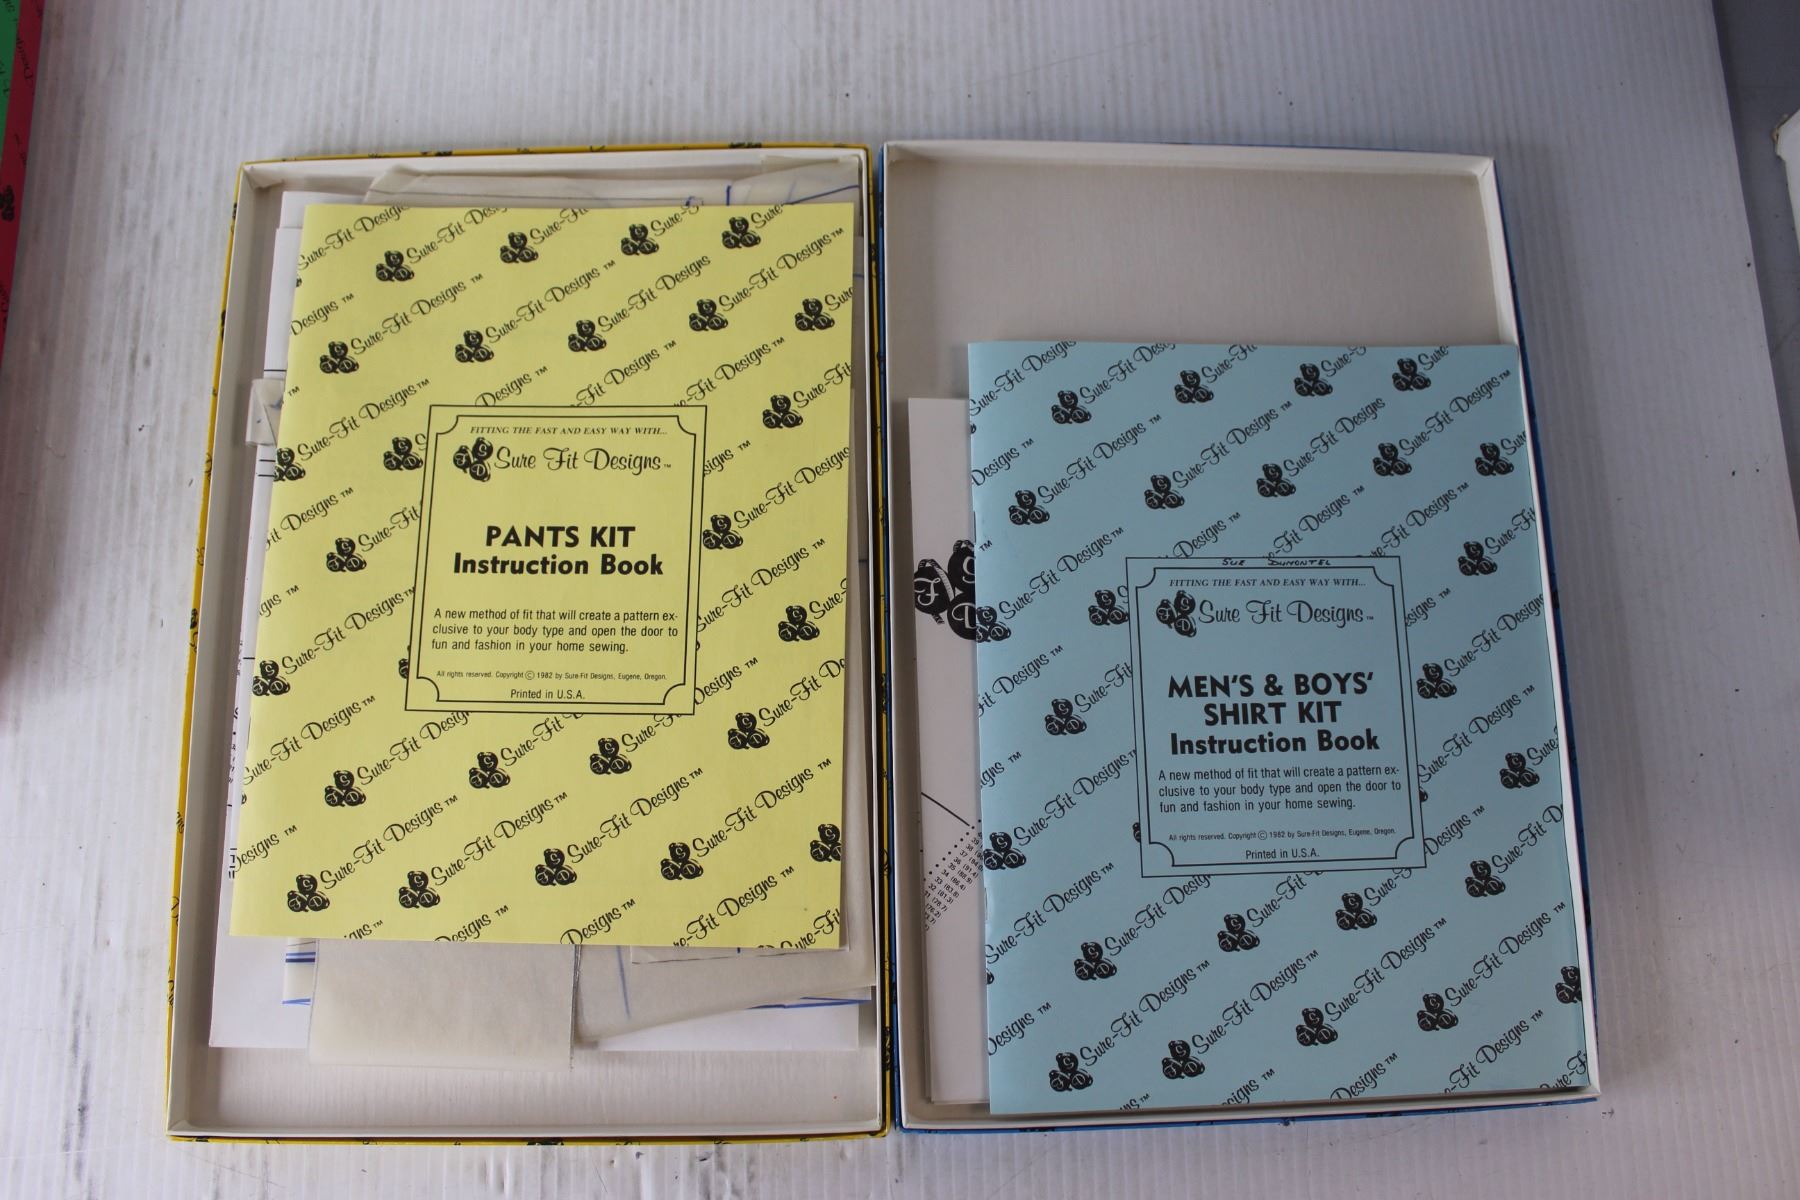 FITTING THE FAST AND EASY WAY WITH...
Sure Fit Designs™
PANTS KIT
Instruction Book
A new method of fit that will create a pattern ex-
clusive to your body type and open the door to
fun and fashion in your home sewing.
All rights reserved. Copyright © 1982 by Sure-Fit Designs, Eugene, Oregon.
Printed in U.S.A.
SUE DUMONTEL
FITTING THE FAST AND EASY WAY WITH...
Sure Fit Designs™
MEN'S & BOYS'
SHIRT KIT
Instruction Book
A new method of fit that will create a pattern ex-
clusive to your body type and open the door to
fun and fashion in your home sewing.
All rights reserved. Copyright © 1982 by Sure-Fit Designs, Eugene, Oregon.
Printed in U.S.A.
Sure-Fit Designs™